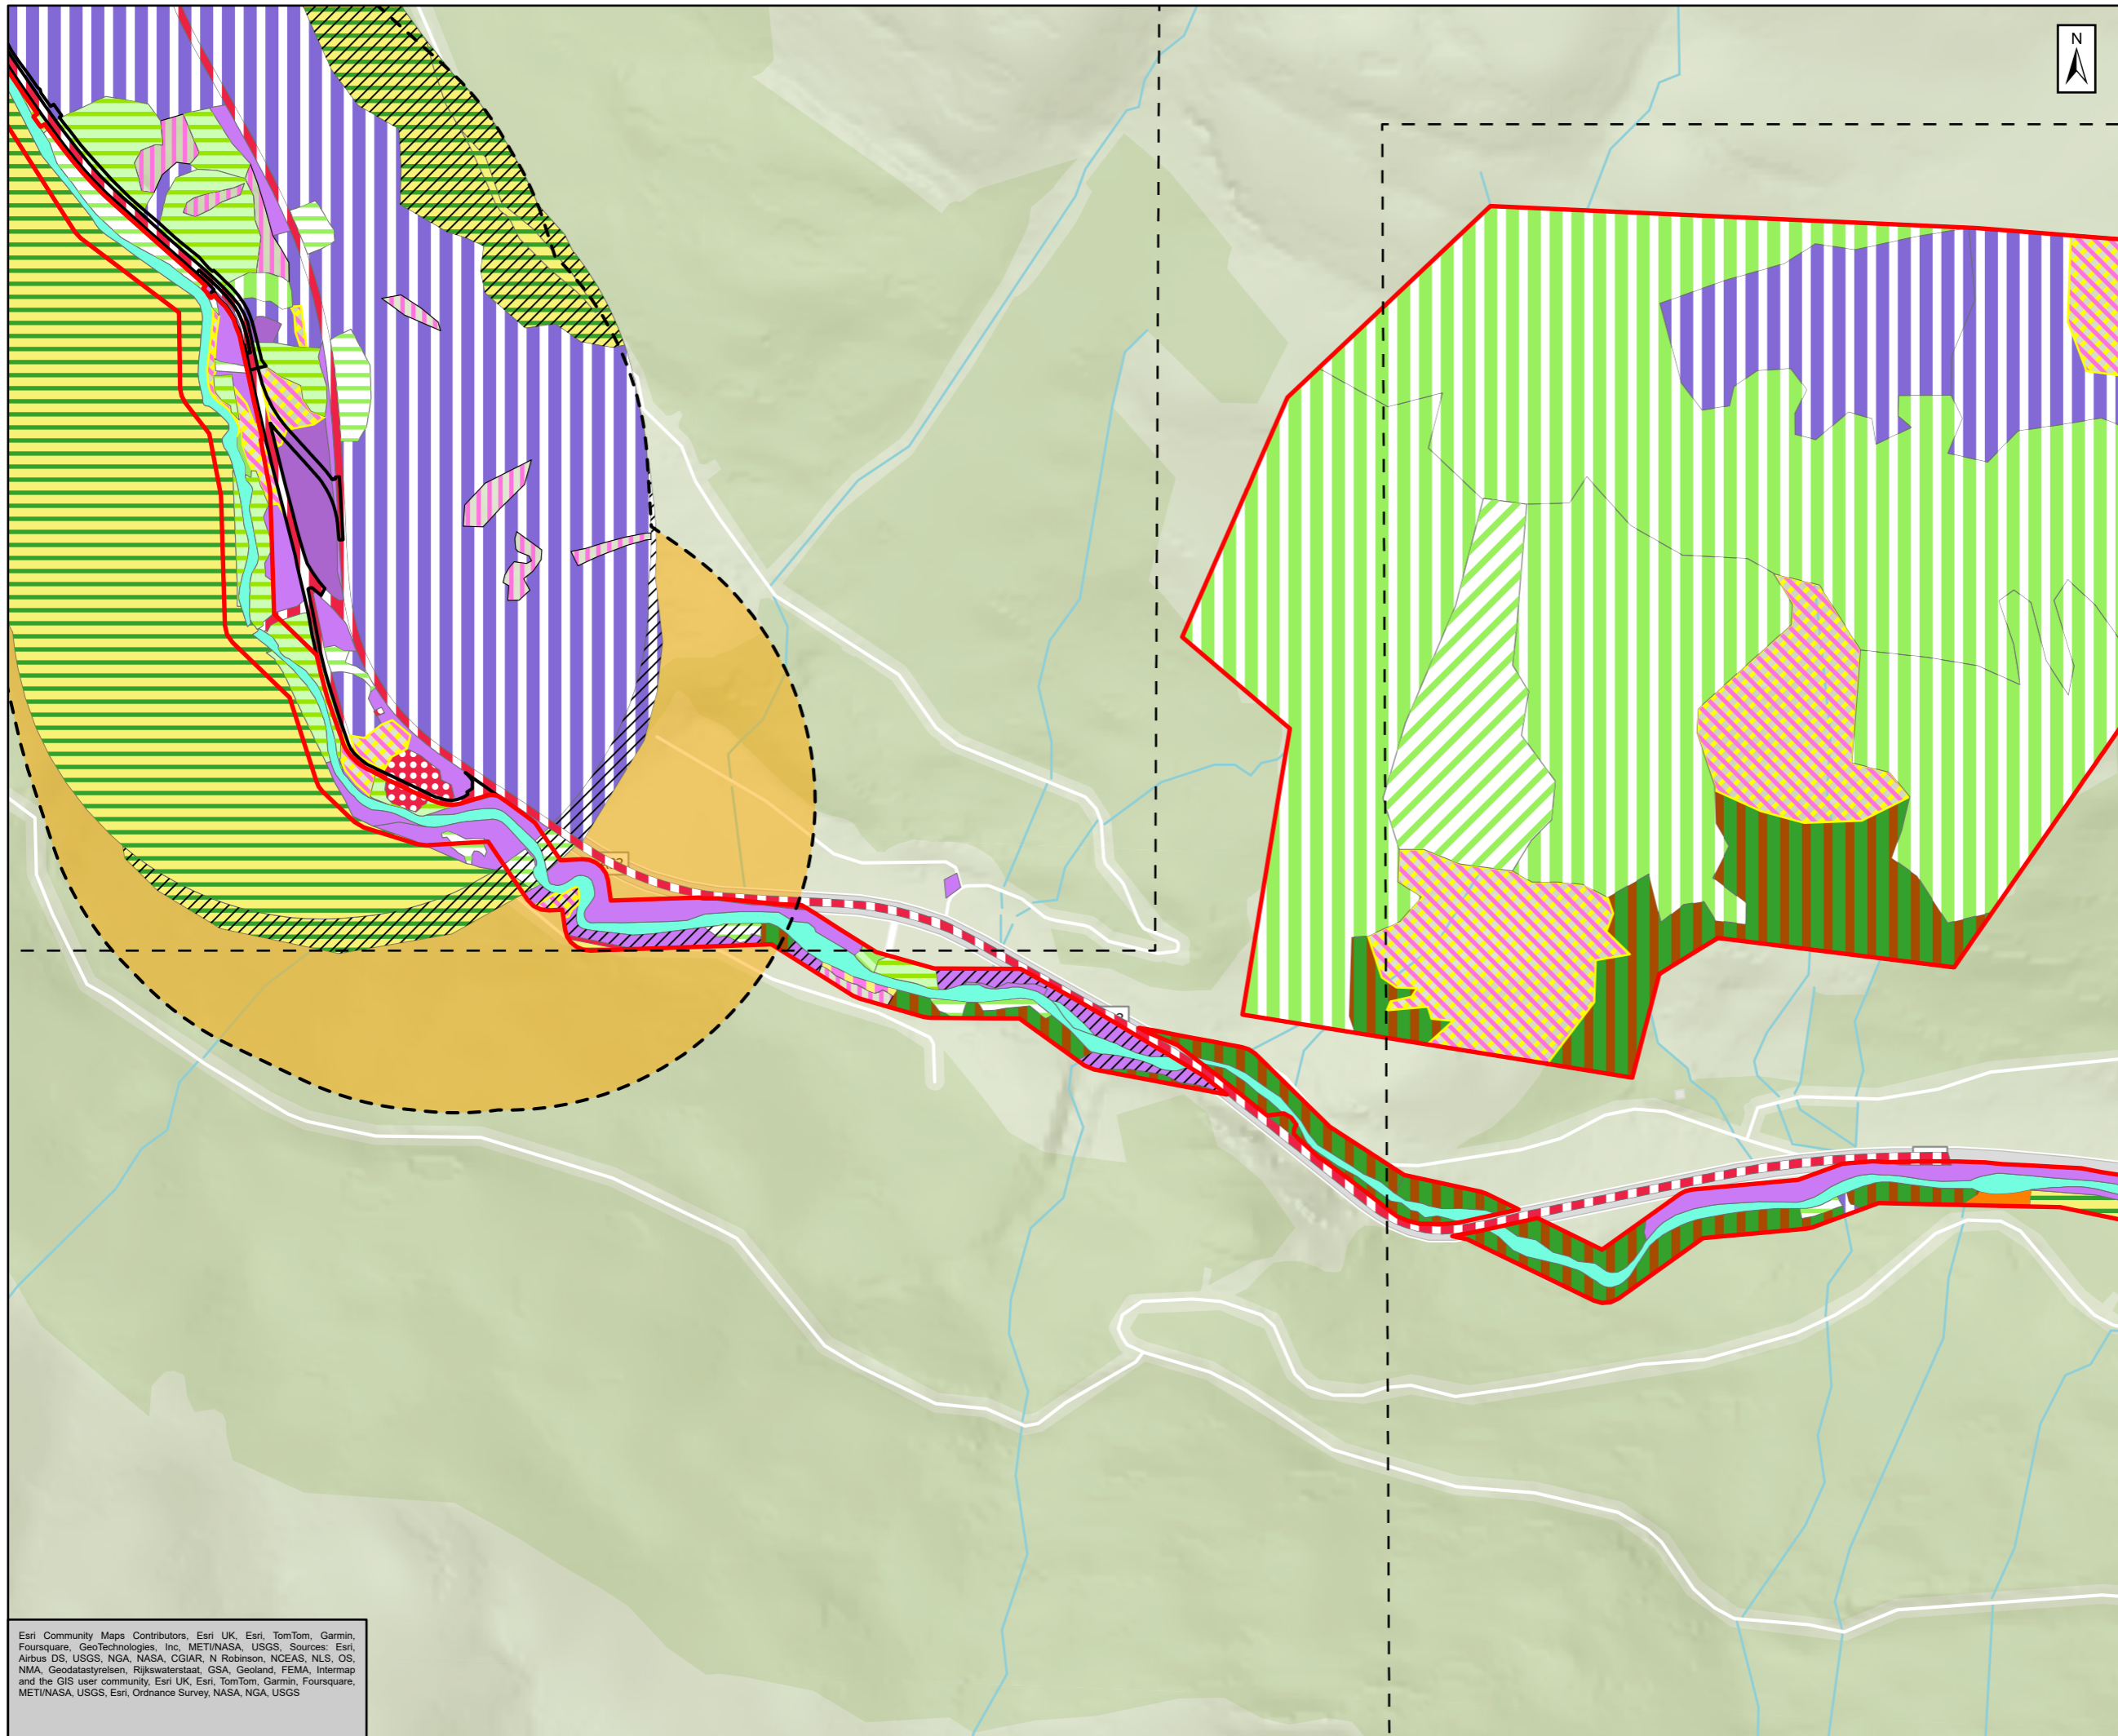 N
Esri Community Maps Contributors, Esri UK, Esri, TomTom, Garmin,
Foursquare, GeoTechnologies, Inc, METI/NASA, USGS, Sources: Esri,
Airbus DS, USGS, NGA, NASA, CGIAR, N Robinson, NCEAS, NLS, OS,
NMA, Geodatastyrelsen, Rijkswaterstaat, GSA, Geoland, FEMA, Intermap
and the GIS user community, Esri UK, Esri, TomTom, Garmin, Foursquare,
METI/NASA, USGS, Esri, Ordnance Survey, NASA, NGA, USGS